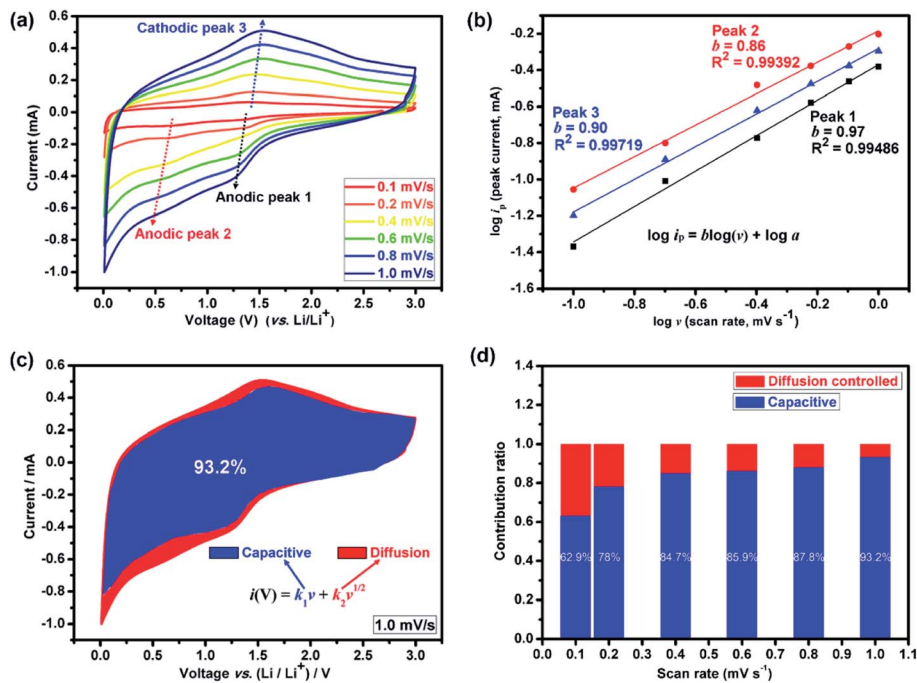 (a)
Cathodic peak 3
Anodic peak 1
Anodic peak 2
0.1 mV/s
0.2 mV/s
0.4 mV/s
0.6 mV/s
0.8 mV/s
1.0 mV/s
0.6
0.4
0.2
0.0
-0.2
-0.4
-0.6
-0.8
-1.0
Current (mA)
0.0 0.5 1.0 1.5 2.0 2.5 3.0
Voltage (V) (vs. Li/Li⁺)
(b)
Peak 2
b = 0.86
R² = 0.99392
Peak 3
b = 0.90
R² = 0.99719
Peak 1
b = 0.97
R² = 0.99486
log iₚ = blog(v) + log a
0.0
-0.4
-0.8
-1.2
-1.6
log iₚ (peak current, mA)
-1.0 -0.8 -0.6 -0.4 -0.2 0.0
log v (scan rate, mV s⁻¹)
(c)
93.2%
Capacitive
Diffusion
i(V) = k₁v + k₂v¹/²
1.0 mV/s
0.6
0.4
0.2
0.0
-0.2
-0.4
-0.6
-0.8
-1.0
Current / mA
0.0 0.5 1.0 1.5 2.0 2.5 3.0
Voltage vs. (Li / Li⁺) / V
(d)
Diffusion controlled
Capacitive
62.9% 78% 84.7% 85.9% 87.8% 93.2%
1.4
1.2
1.0
0.8
0.6
0.4
0.2
0.0
Contribution ratio
0.0 0.1 0.2 0.3 0.4 0.5 0.6 0.7 0.8 0.9 1.0 1.1
Scan rate (mV s⁻¹)